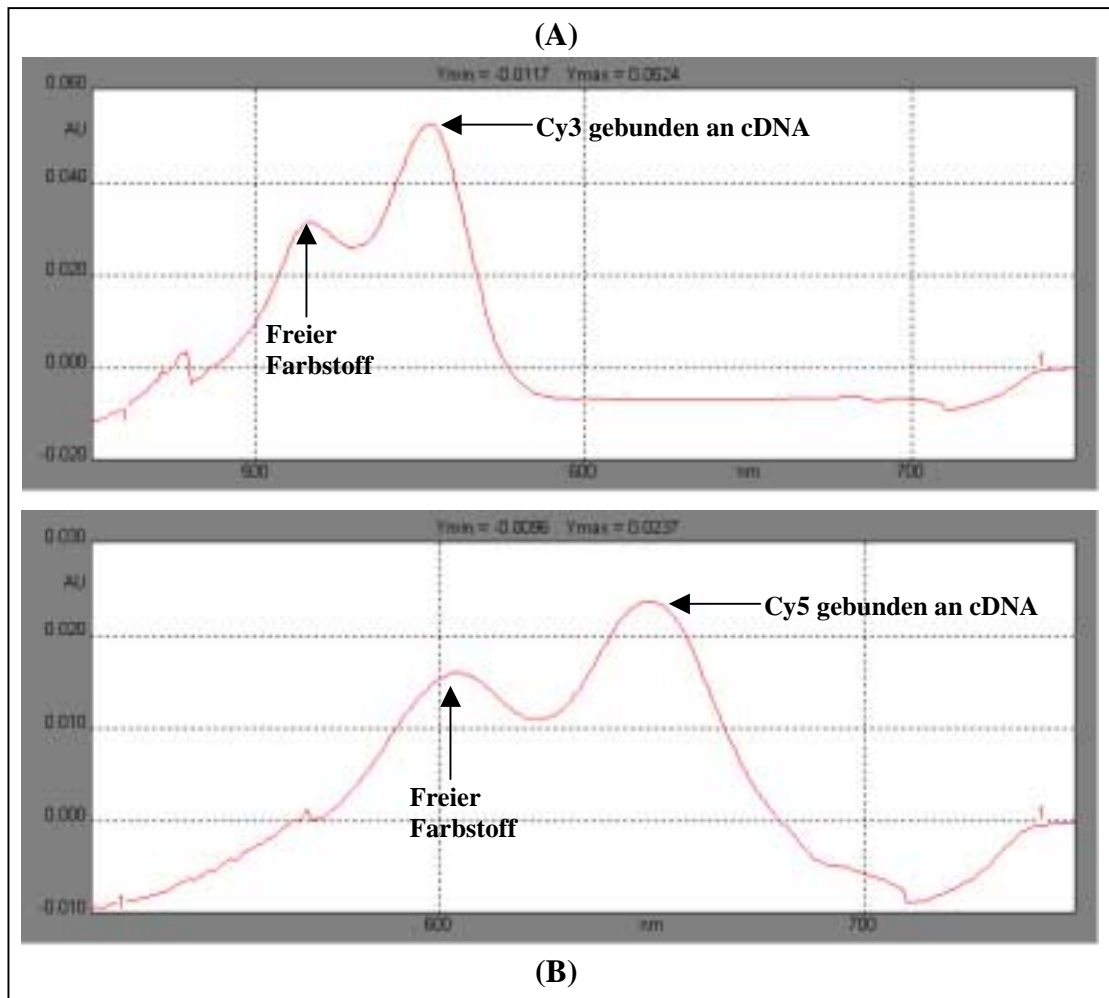 (A)
Ymin = -0.0117 Ymax = 0.0624
0.060
AU
Cy3 gebunden an cDNA
0.040
0.020
Freier
Farbstoff
0.000
-0.020
500
600
nm
700
Ymin = -0.0096 Ymax = 0.0237
0.030
AU
Cy5 gebunden an cDNA
0.020
0.010
Freier
Farbstoff
0.000
-0.010
600
nm
700
(B)